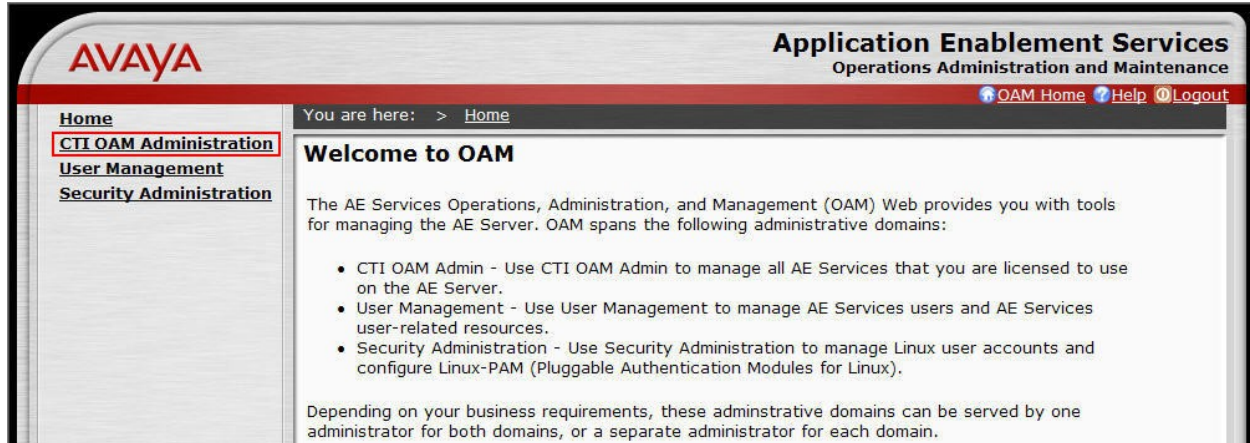 AVAYA
Application Enablement Services
Operations Administration and Maintenance
OAM Home Help Logout
Home
CTI OAM Administration
User Management
Security Administration
You are here: > Home
Welcome to OAM
The AE Services Operations, Administration, and Management (OAM) Web provides you with tools
for managing the AE Server. OAM spans the following administrative domains:
• CTI OAM Admin - Use CTI OAM Admin to manage all AE Services that you are licensed to use
on the AE Server.
• User Management - Use User Management to manage AE Services users and AE Services
user-related resources.
• Security Administration - Use Security Administration to manage Linux user accounts and
configure Linux-PAM (Pluggable Authentication Modules for Linux).
Depending on your business requirements, these adminstrative domains can be served by one
administrator for both domains, or a separate administrator for each domain.